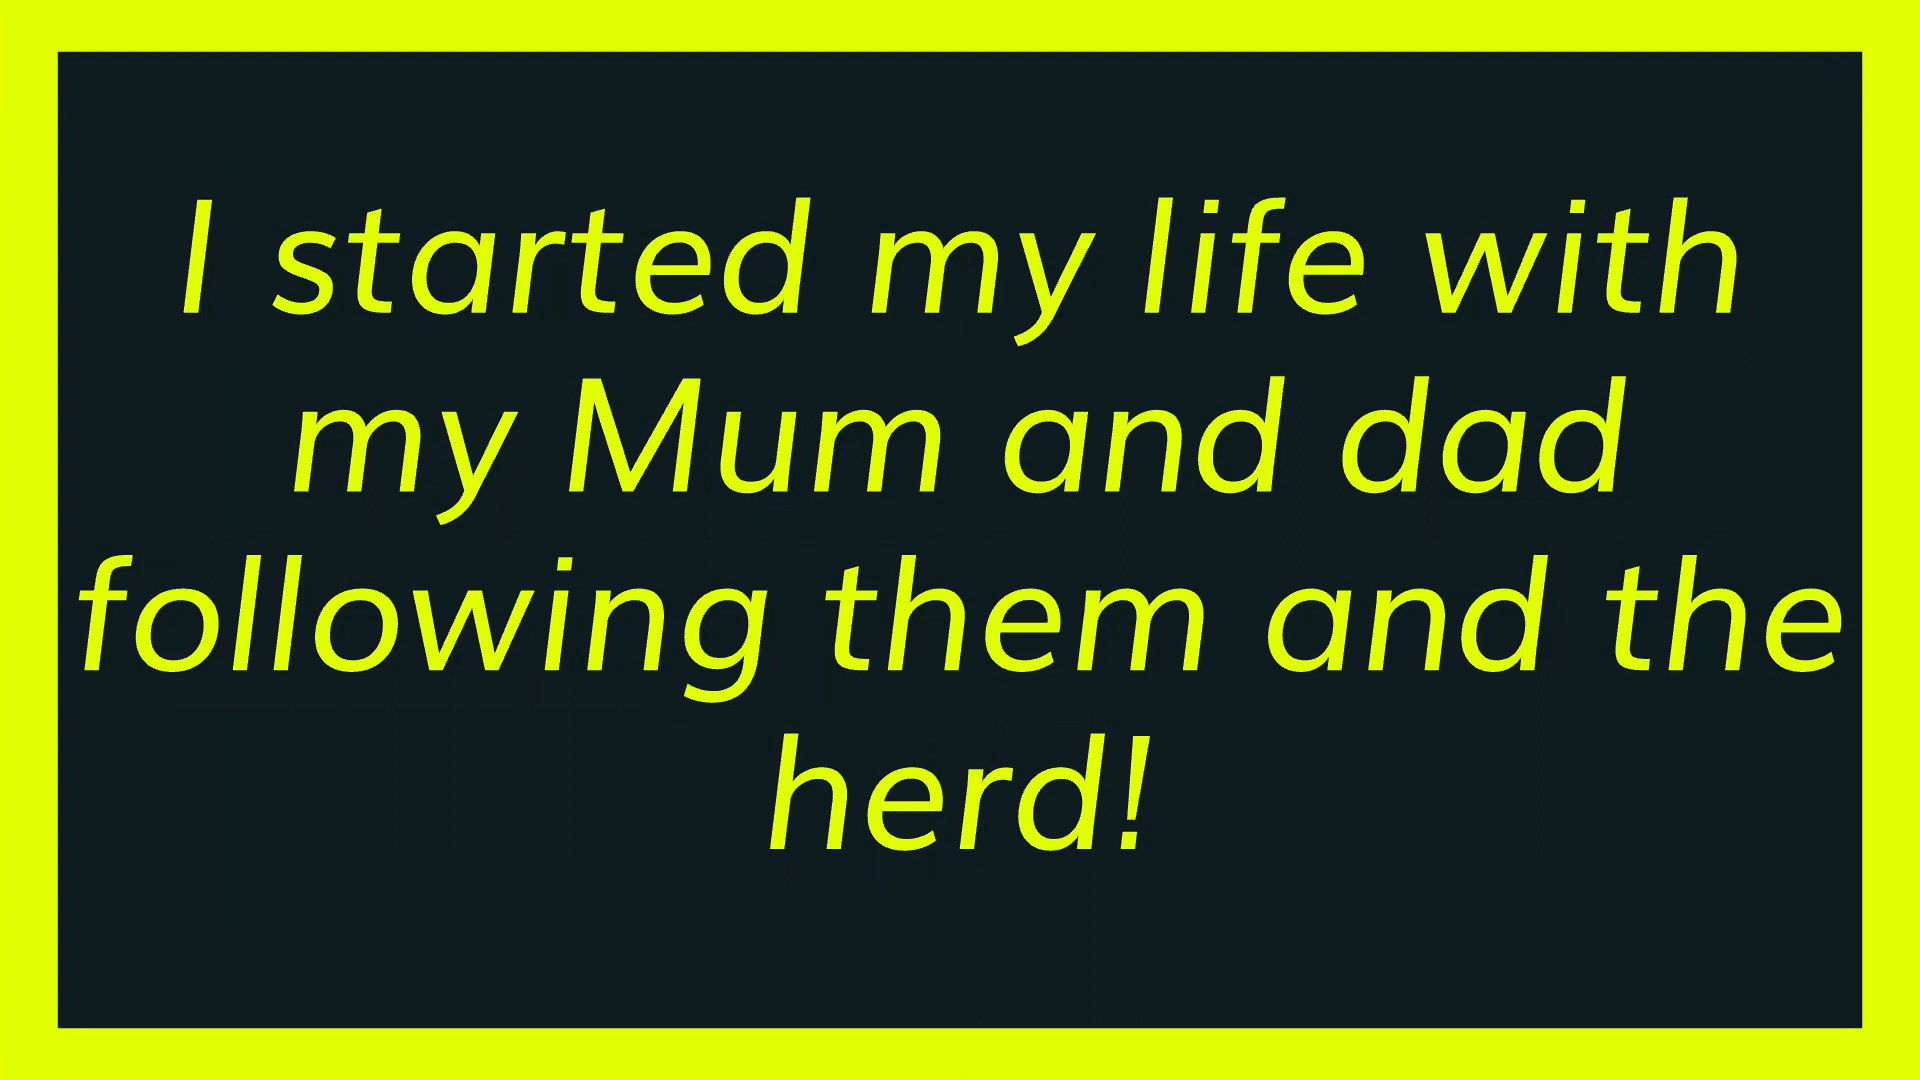 I started my life with
my Mum and dad
following them and the
herd!